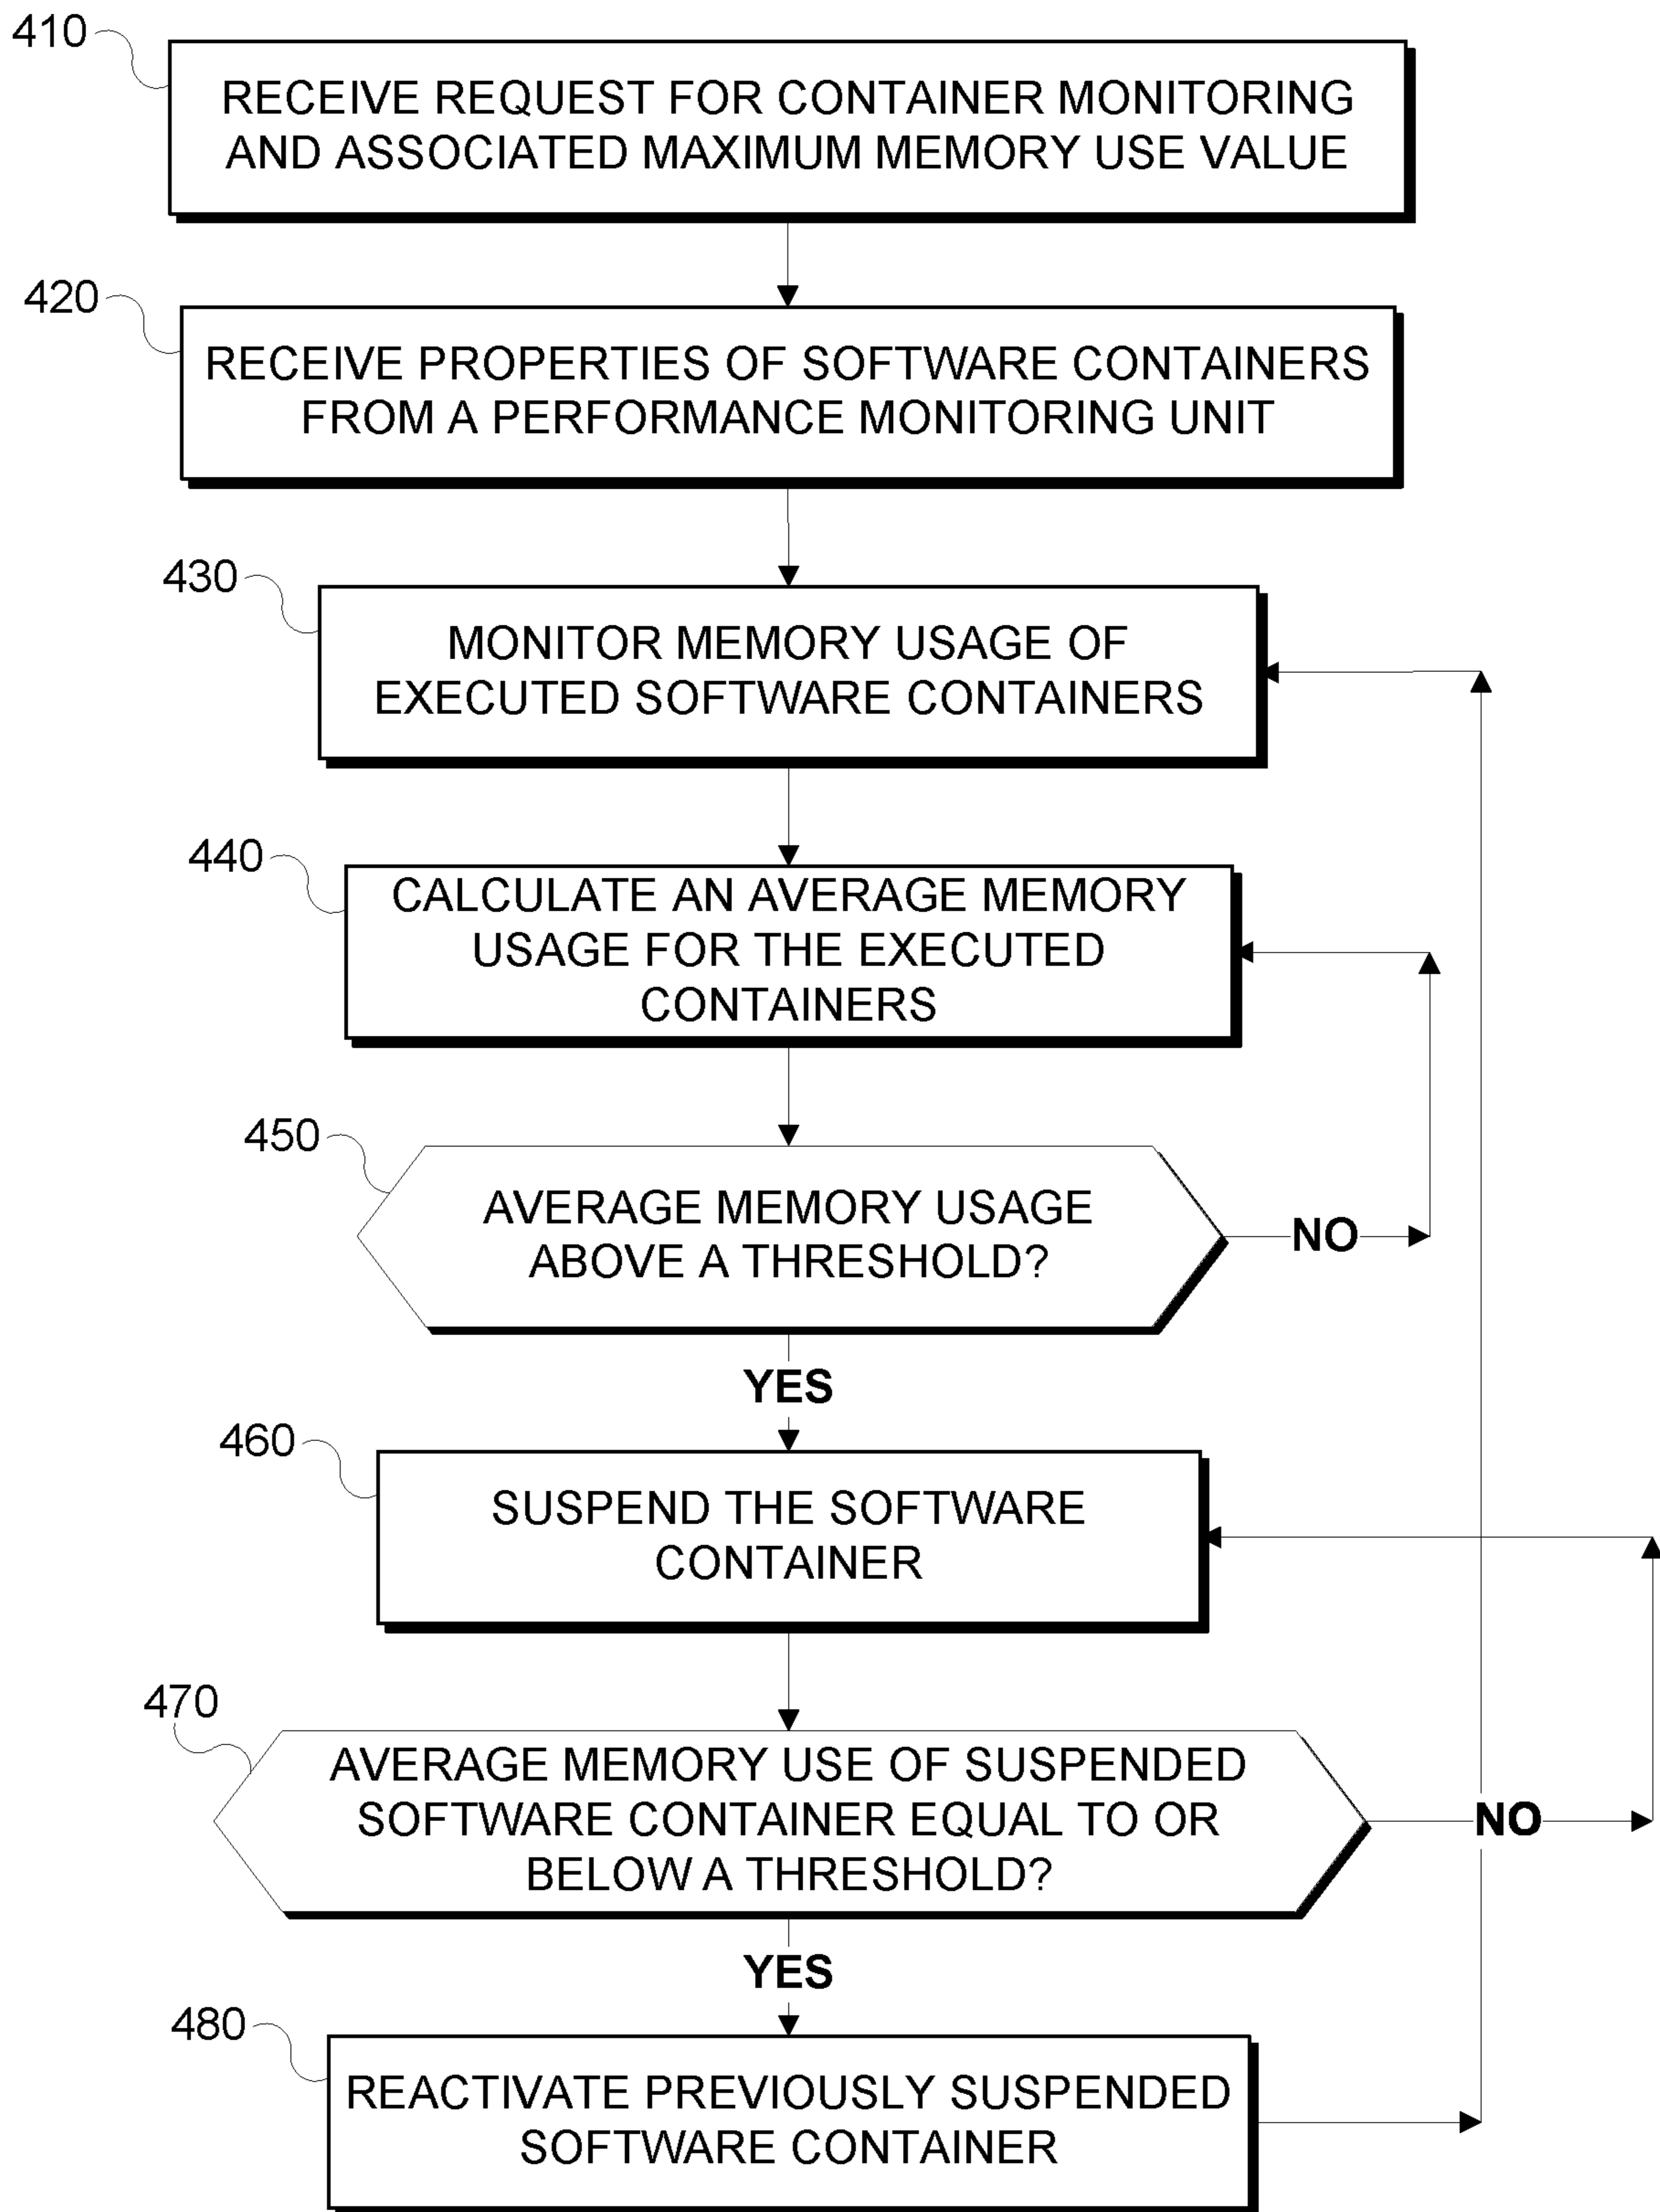 410
RECEIVE REQUEST FOR CONTAINER MONITORING
AND ASSOCIATED MAXIMUM MEMORY USE VALUE
420
RECEIVE PROPERTIES OF SOFTWARE CONTAINERS
FROM A PERFORMANCE MONITORING UNIT
430
MONITOR MEMORY USAGE OF
EXECUTED SOFTWARE CONTAINERS
440
CALCULATE AN AVERAGE MEMORY
USAGE FOR THE EXECUTED
CONTAINERS
450
AVERAGE MEMORY USAGE
ABOVE A THRESHOLD?
NO
YES
460
SUSPEND THE SOFTWARE
CONTAINER
470
AVERAGE MEMORY USE OF SUSPENDED
SOFTWARE CONTAINER EQUAL TO OR
BELOW A THRESHOLD?
NO
YES
480
REACTIVATE PREVIOUSLY SUSPENDED
SOFTWARE CONTAINER